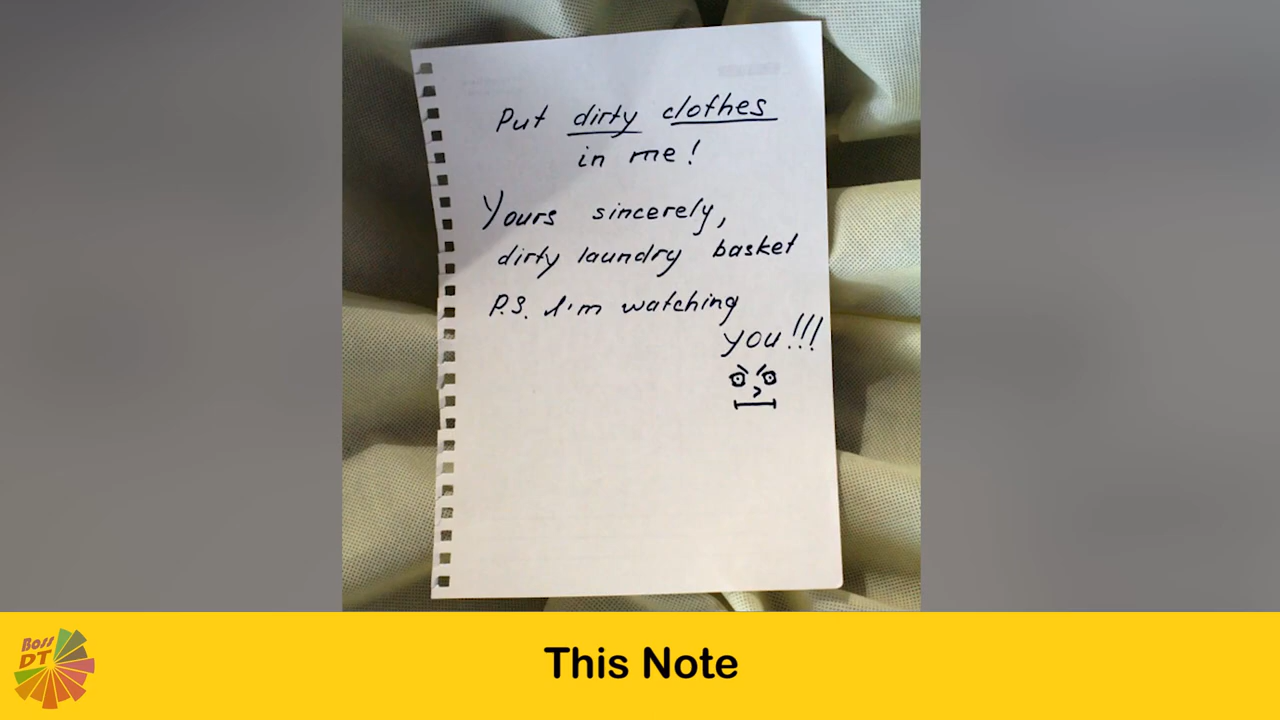 Put dirty clothes
in me!
Yours sincerely,
dirty laundry basket
P.S. I'm watching
you!!!
Boss
DT
This Note